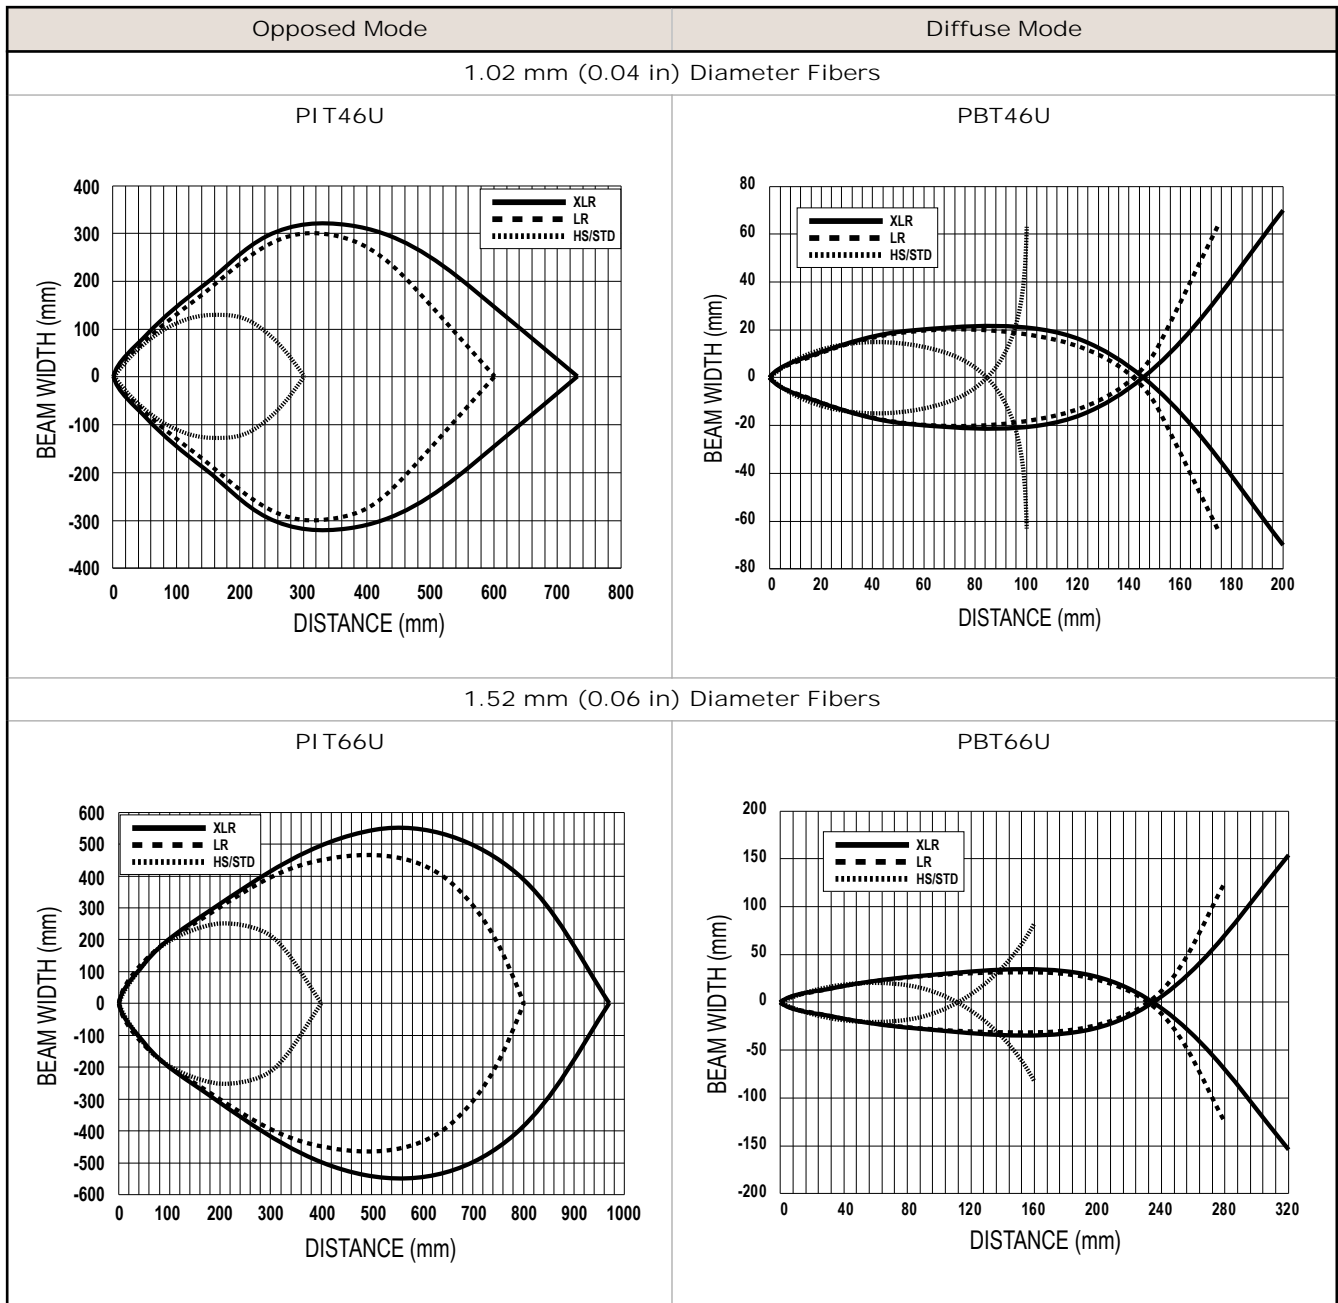 Opposed Mode
Diffuse Mode
1.02 mm (0.04 in) Diameter Fibers
PIT46U
PBT46U
400
300
200
100
0
-100
-200
-300
-400
BEAM WIDTH (mm)
XLR
LR
HS/STD
0 100 200 300 400 500 600 700 800
DISTANCE (mm)
80
60
40
20
0
-20
-40
-60
-80
BEAM WIDTH (mm)
XLR
LR
HS/STD
0 20 40 60 80 100 120 140 160 180 200
DISTANCE (mm)
1.52 mm (0.06 in) Diameter Fibers
PIT66U
PBT66U
600
500
400
300
200
100
0
-100
-200
-300
-400
-500
-600
BEAM WIDTH (mm)
XLR
LR
HS/STD
0 100 200 300 400 500 600 700 800 900 1000
DISTANCE (mm)
200
150
100
50
0
-50
-100
-150
-200
BEAM WIDTH (mm)
XLR
LR
HS/STD
0 40 80 120 160 200 240 280 320
DISTANCE (mm)